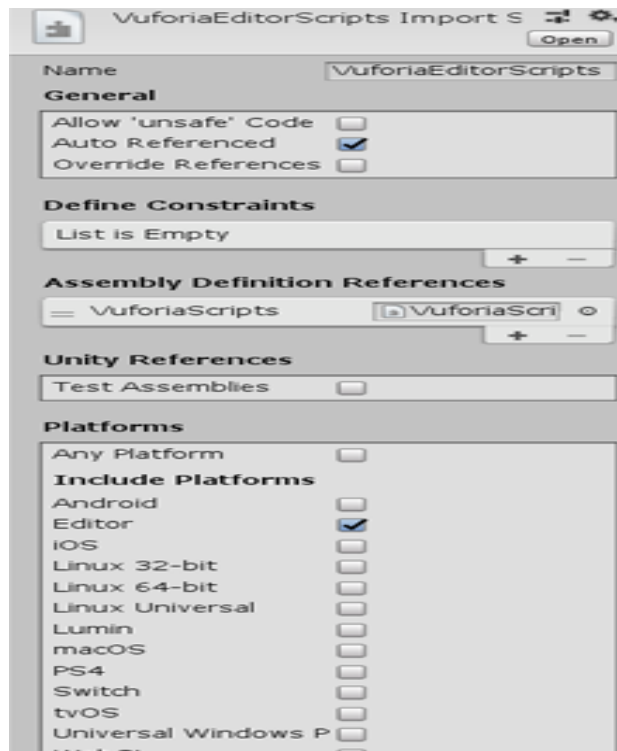 VuforiaEditorScripts Import S
Open
Name VuforiaEditorScripts
General
Allow 'unsafe' Code
Auto Referenced
Override References
Define Constraints
List is Empty
+ −
Assembly Definition References
VuforiaScripts VuforiaScri
+ −
Unity References
Test Assemblies
Platforms
Any Platform
Include Platforms
Android
Editor
iOS
Linux 32-bit
Linux 64-bit
Linux Universal
Lumin
macOS
PS4
Switch
tvOS
Universal Windows P